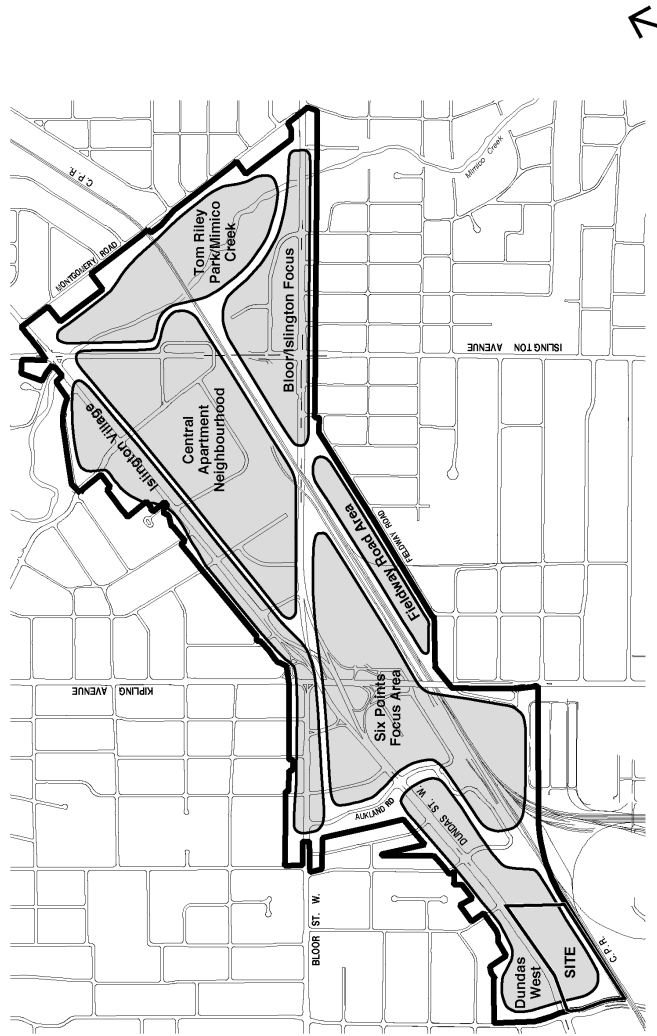 C.P.R.
MONTGOMERY ROAD
Mimico Creek
Tom Riley
Park/Mimico
Creek
Bloor/Islington Focus
ISLINGTON
AVENUE
Islington Village
Central
Apartment
Neighbourhood
Fieldway Road Area
FIELDWAY ROAD
KIPLING
AVENUE
Six Points
Focus Area
AUKLAND RD
DUNDAS ST. W.
BLOOR ST. W.
Dundas
West
SITE
C.P.R.